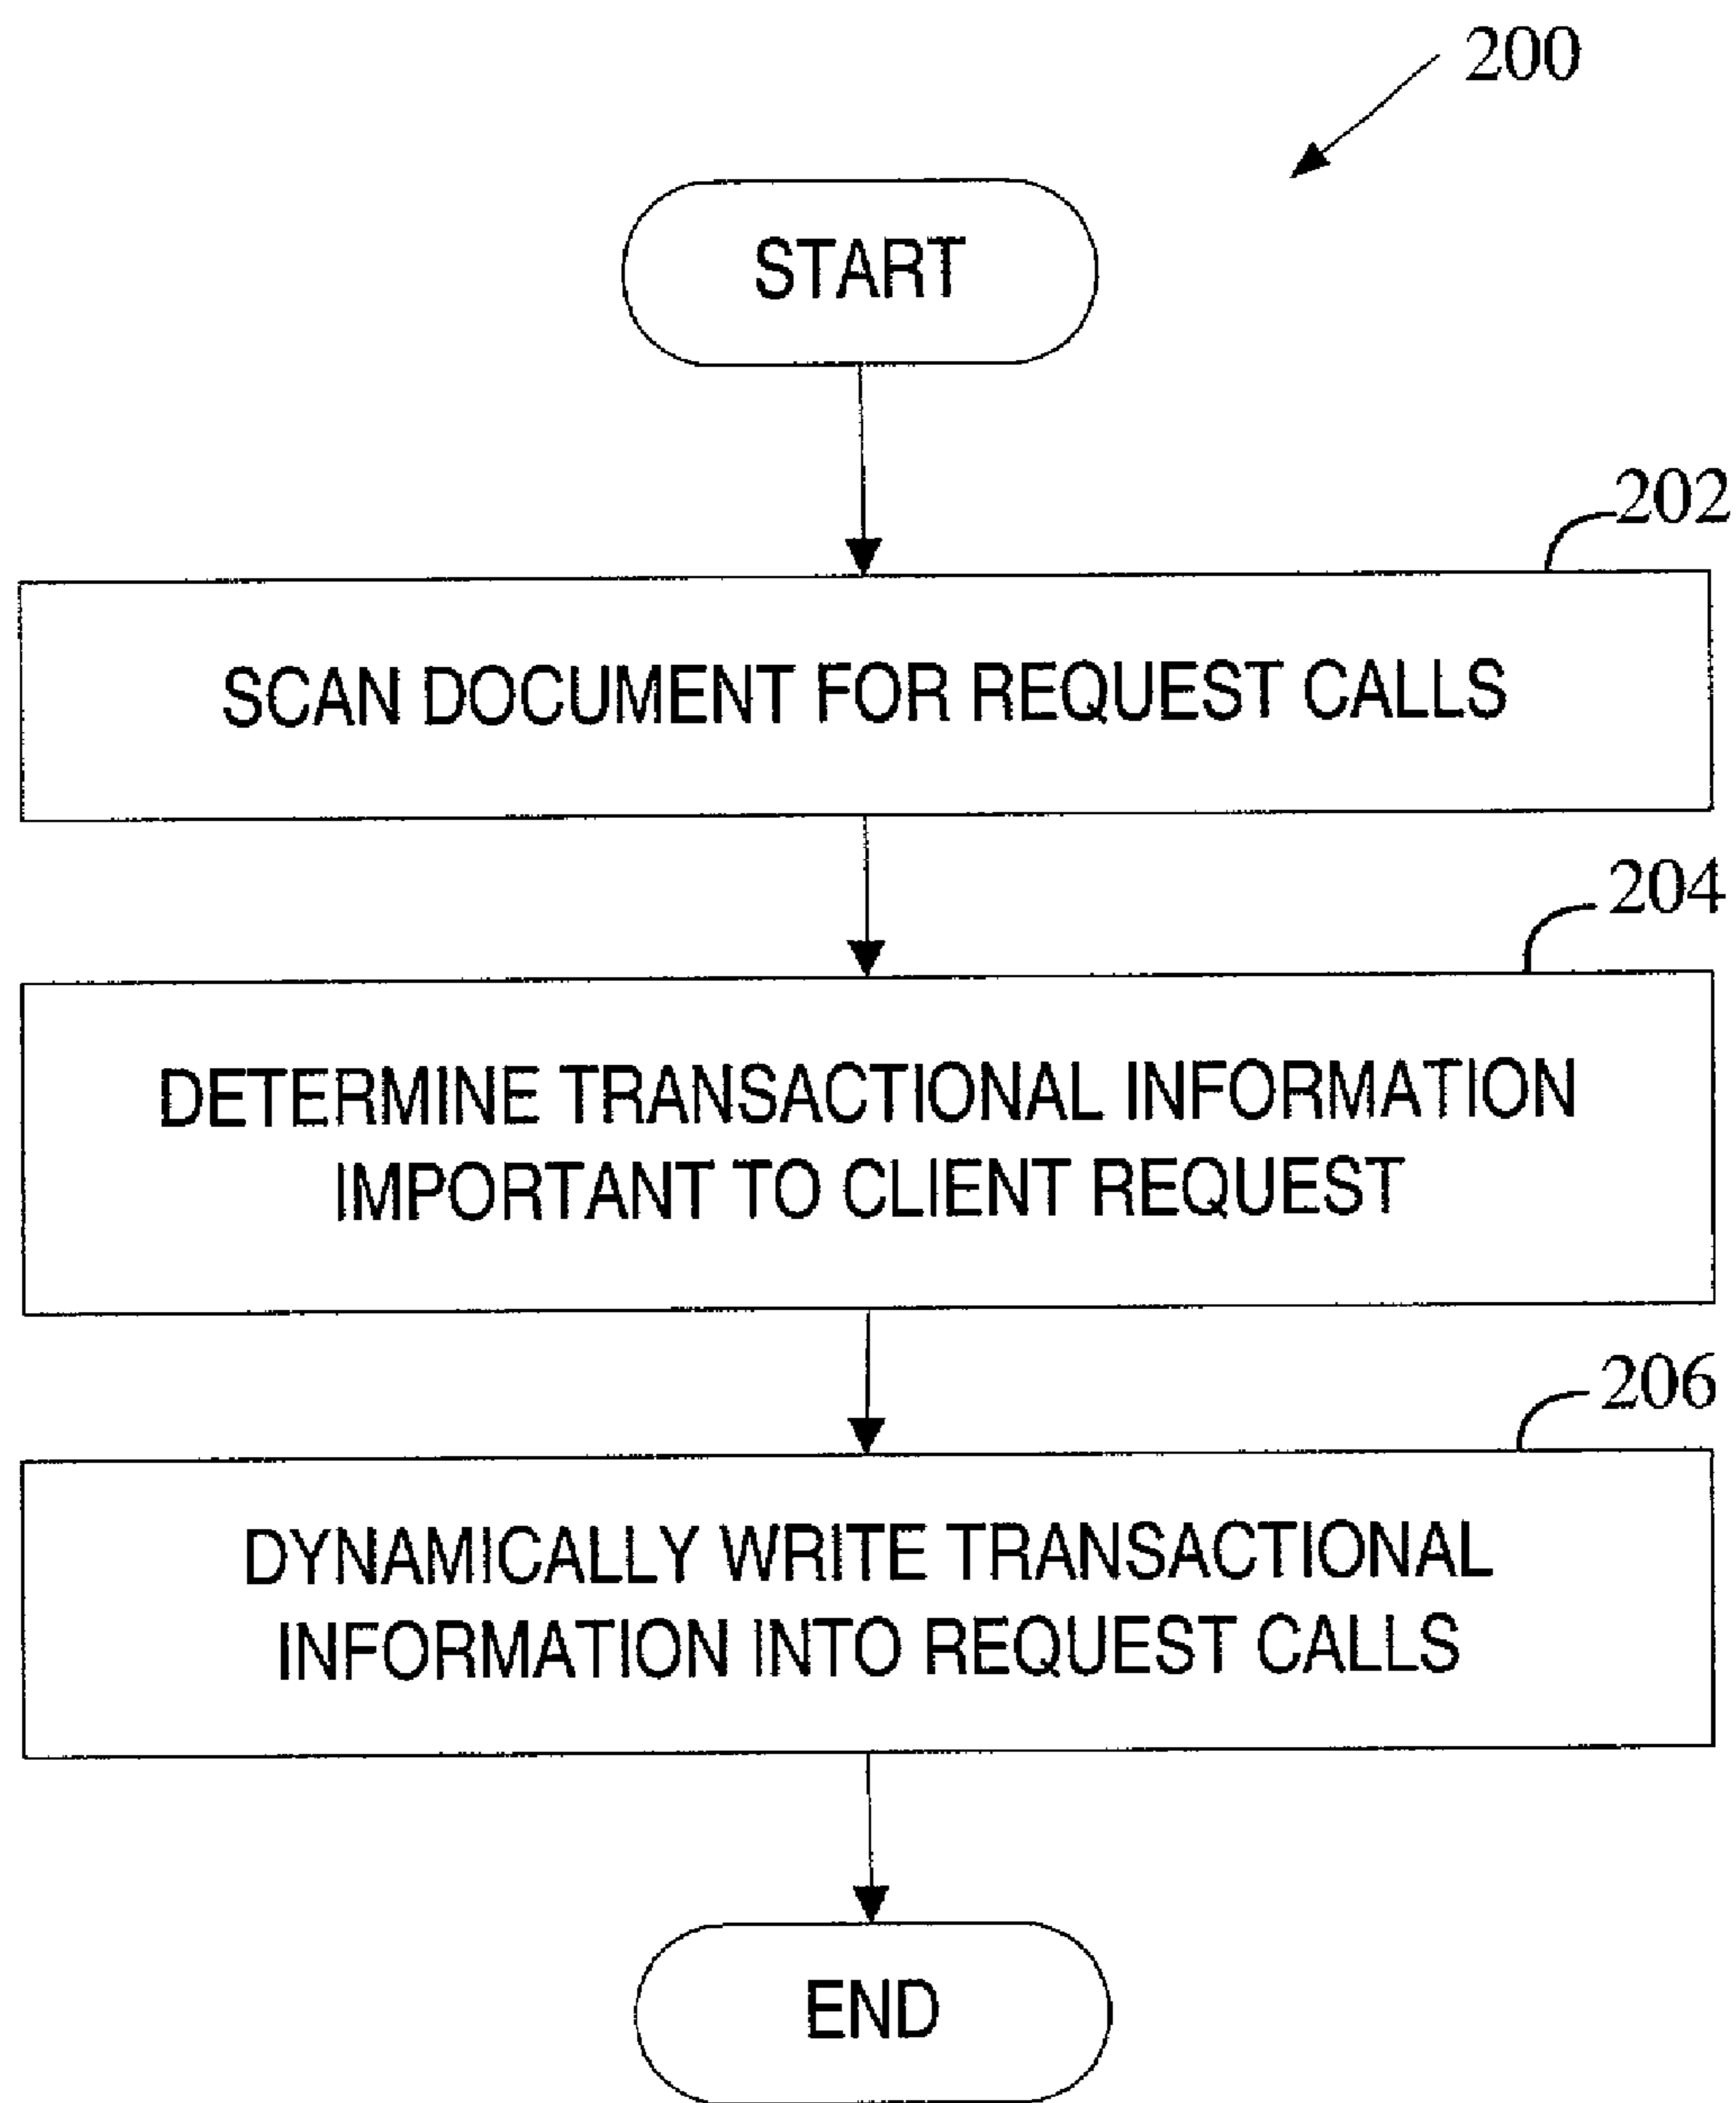 200
START
202
SCAN DOCUMENT FOR REQUEST CALLS
204
DETERMINE TRANSACTIONAL INFORMATION
IMPORTANT TO CLIENT REQUEST
206
DYNAMICALLY WRITE TRANSACTIONAL
INFORMATION INTO REQUEST CALLS
END